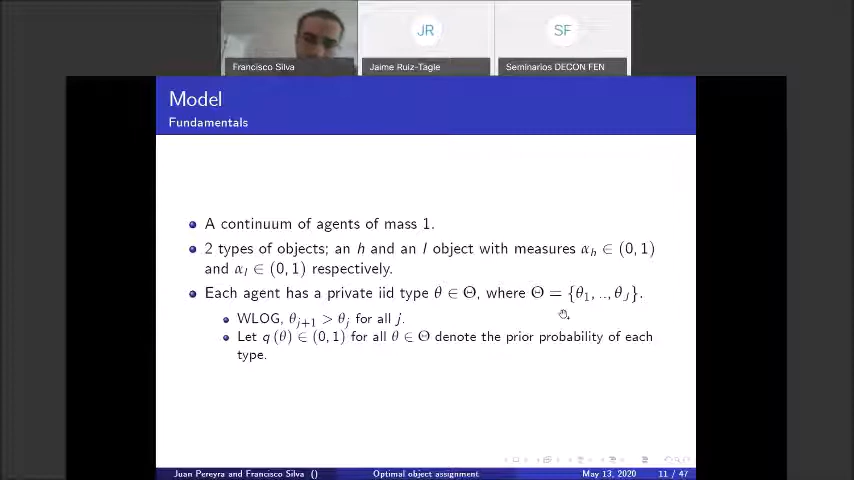 JR
SF
Francisco Silva
Jaime Ruiz-Tagle
Seminarios DECON FEN
Model
Fundamentals
A continuum of agents of mass 1.
2 types of objects; an h and an l object with measures α_h ∈ (0, 1)
and α_l ∈ (0, 1) respectively.
Each agent has a private iid type θ ∈ Θ, where Θ = {θ_1, .., θ_J}.
WLOG, θ_{j+1} > θ_j for all j.
Let q (θ) ∈ (0, 1) for all θ ∈ Θ denote the prior probability of each
type.
Juan Pereyra and Francisco Silva ()
Optimal object assignment
May 13, 2020
11 / 47